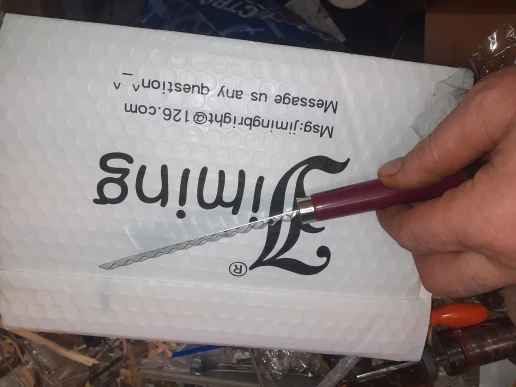 Jiming®
Msg:jimingbright@126.com
Message us any question^_^